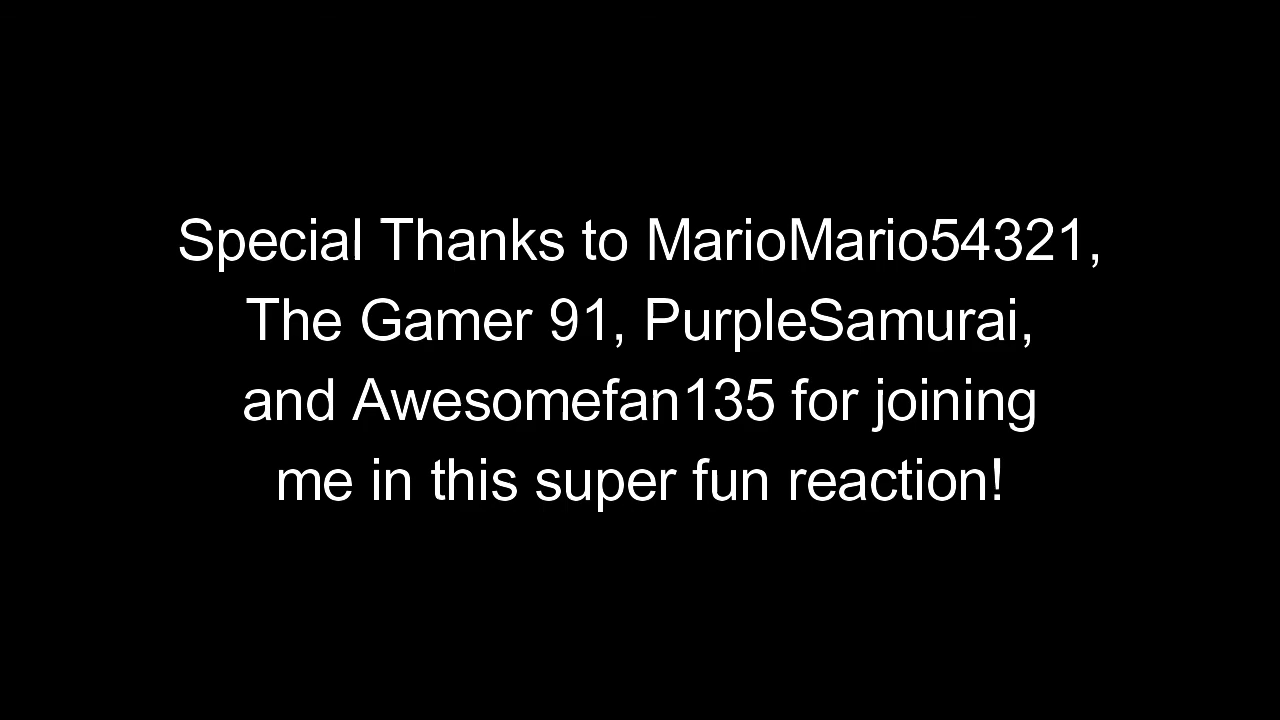 Special Thanks to MarioMario54321,
The Gamer 91, PurpleSamurai,
and Awesomefan135 for joining
me in this super fun reaction!